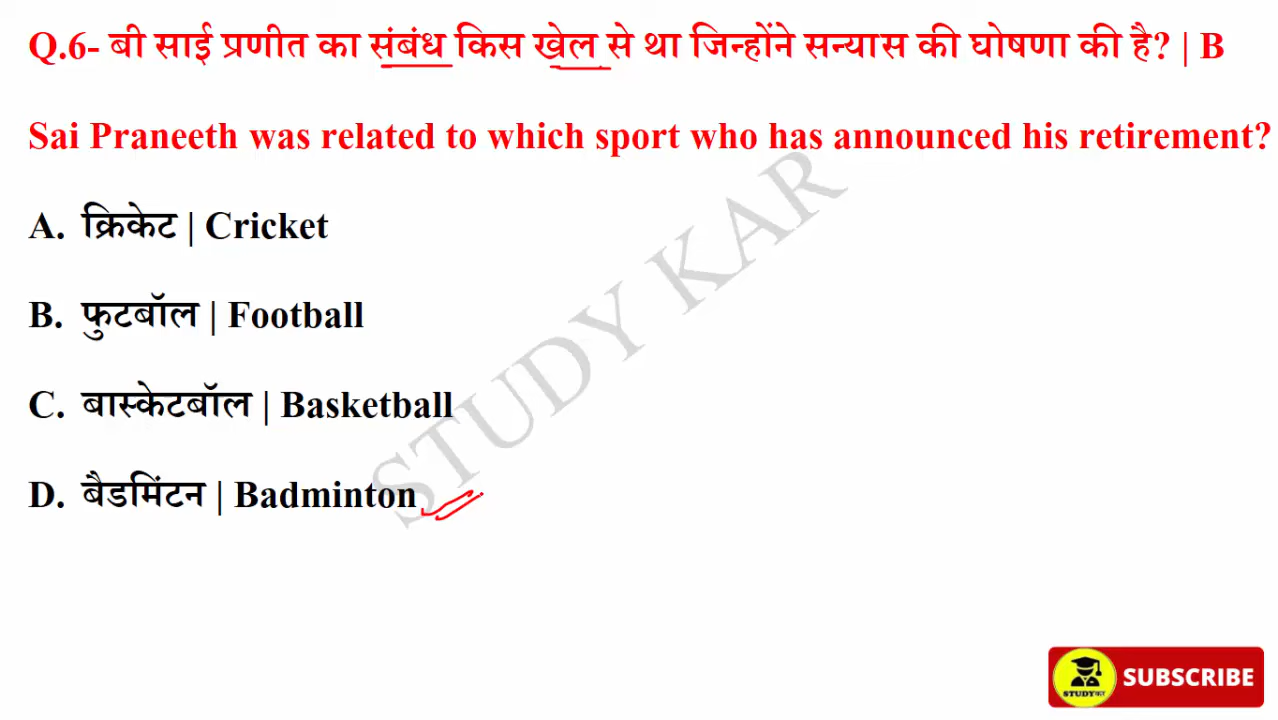 Q.6- बी साई प्रणीत का संबंध किस खेल से था जिन्होंने सन्यास की घोषणा की है? | B
Sai Praneeth was related to which sport who has announced his retirement?
A. क्रिकेट | Cricket
B. फुटबॉल | Football
C. बास्केटबॉल | Basketball
D. बैडमिंटन | Badminton
STUDY KAR
SUBSCRIBE
STUDYकर